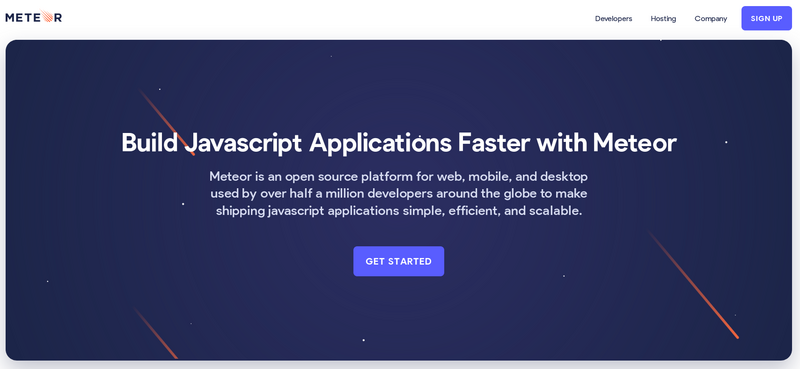 METEOR
Developers Hosting Company SIGN UP
Build Javascript Applications Faster with Meteor
Meteor is an open source platform for web, mobile, and desktop
used by over half a million developers around the globe to make
shipping javascript applications simple, efficient, and scalable.
GET STARTED